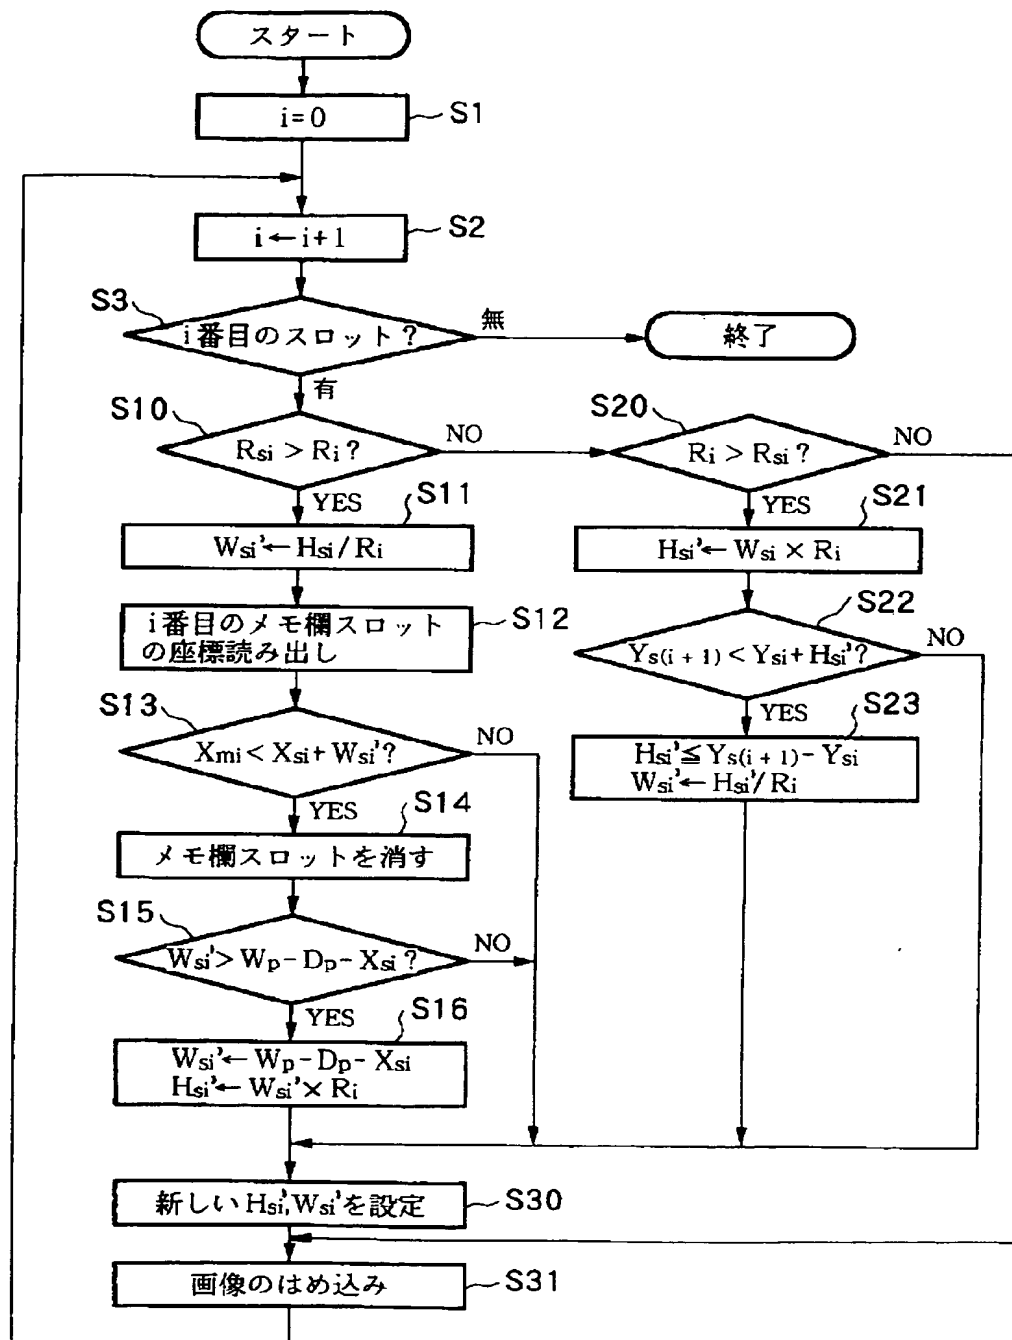 スタート
i=0
S1
i←i+1
S2
S3
i番目のスロット?
無
終了
有
S10
Rsi > Ri?
NO
S20
Ri > Rsi?
NO
YES
S11
Wsi'← Hsi/Ri
YES
S21
Hsi'← Wsi × Ri
i番目のメモ欄スロット
の座標読み出し
S12
S22
Ys(i+1) < Ysi+Hsi'?
NO
S13
Xmi < Xsi+Wsi'?
NO
YES
S23
Hsi'≦Ys(i+1)-Ysi
Wsi'← Hsi'/Ri
YES
S14
メモ欄スロットを消す
S15
Wsi'> Wp-Dp-Xsi?
NO
YES
S16
Wsi'← Wp-Dp-Xsi
Hsi'← Wsi'× Ri
新しいHsi',Wsi'を設定
S30
画像のはめ込み
S31